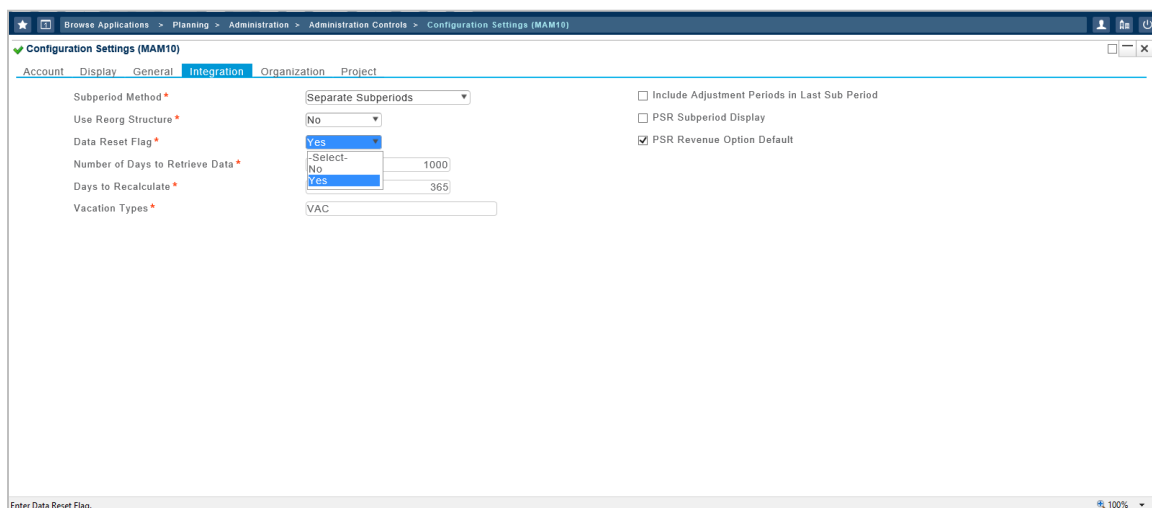 Browse Applications > Planning > Administration > Administration Controls > Configuration Settings (MAM10)
Configuration Settings (MAM10)
Account Display General Integration Organization Project
Subperiod Method * Separate Subperiods Include Adjustment Periods in Last Sub Period
Use Reorg Structure * No PSR Subperiod Display
Data Reset Flag * Yes PSR Revenue Option Default
-Select-
Number of Days to Retrieve Data * No 1000
Days to Recalculate * Yes 365
Vacation Types * VAC
Enter Data Reset Flag. 100%